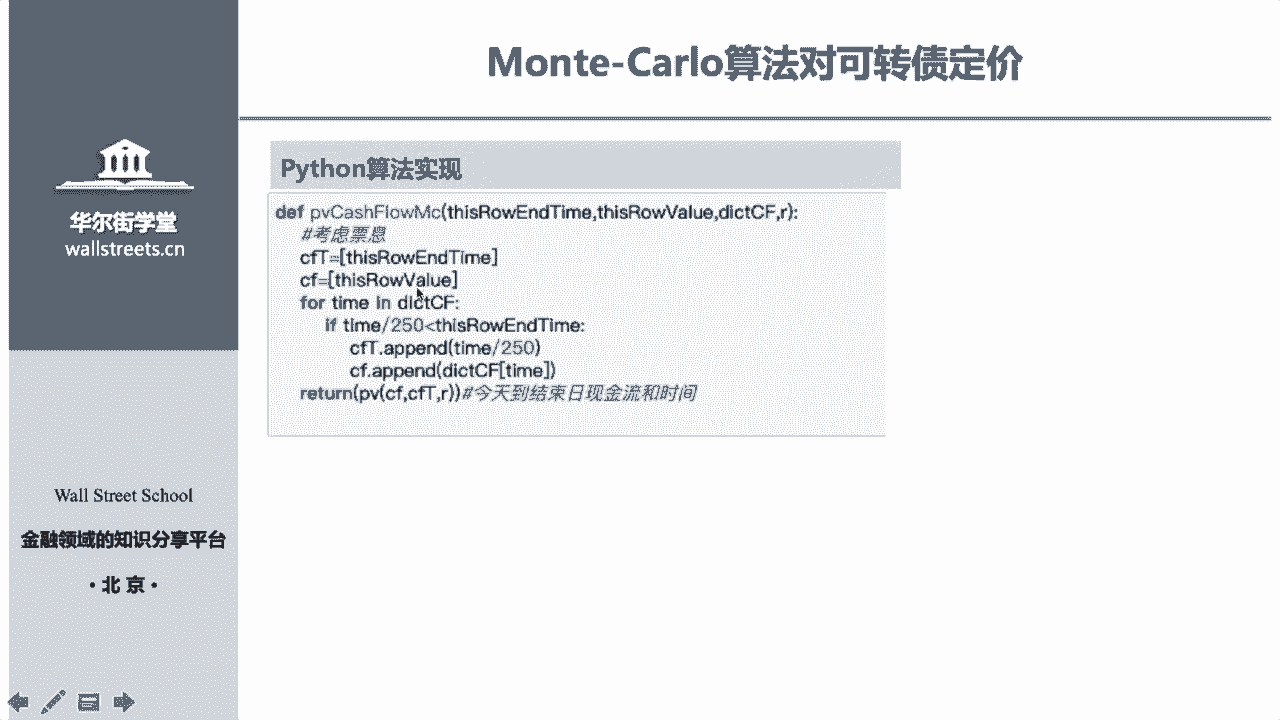 Monte-Carlo算法对可转债定价
华尔街学堂
wallstreets.cn
Python算法实现
def pvCashFlowMc(thisRowEndTime,thisRowValue,dictCF,r):
#考虑票息
cfT=[thisRowEndTime]
cf=[thisRowValue]
for time in dictCF:
if time/250<thisRowEndTime:
cfT.append(time/250)
cf.append(dictCF[time])
return(pv(cf,cfT,r))#今天到结束日现金流和时间
Wall Street School
金融领域的知识分享平台
·北 京·